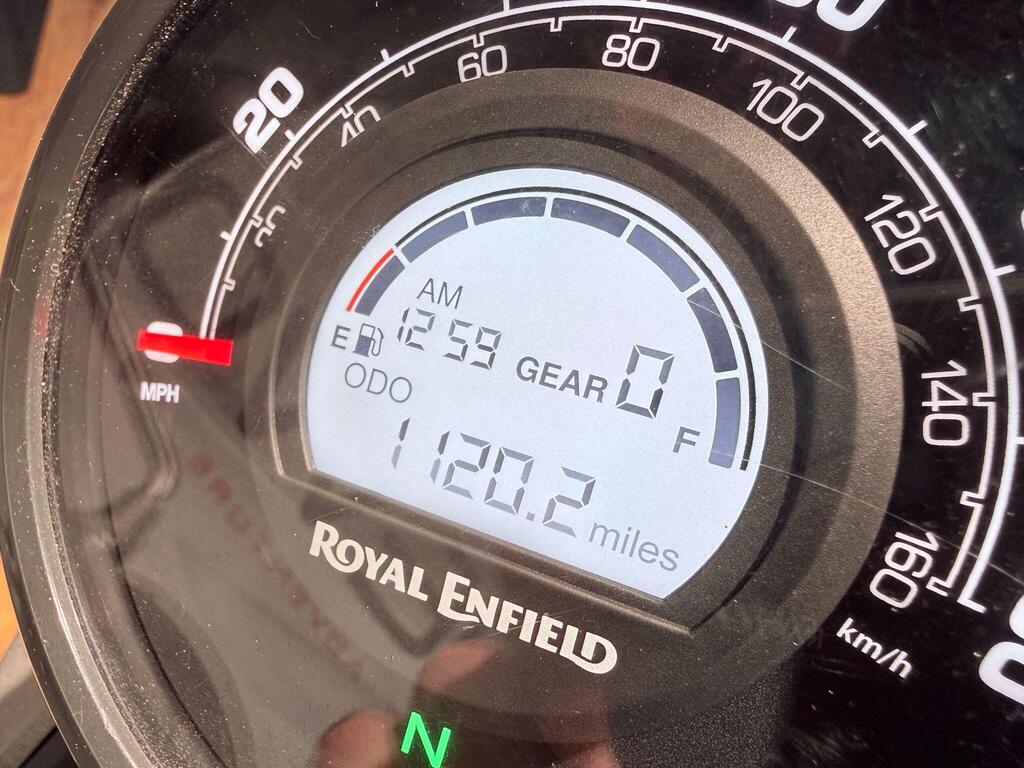 20
40
60
80
100
120
140
160
km/h
0
MPH
AM
12 59
GEAR 0
E
F
ODO
1120.2 miles
ROYAL ENFIELD
N